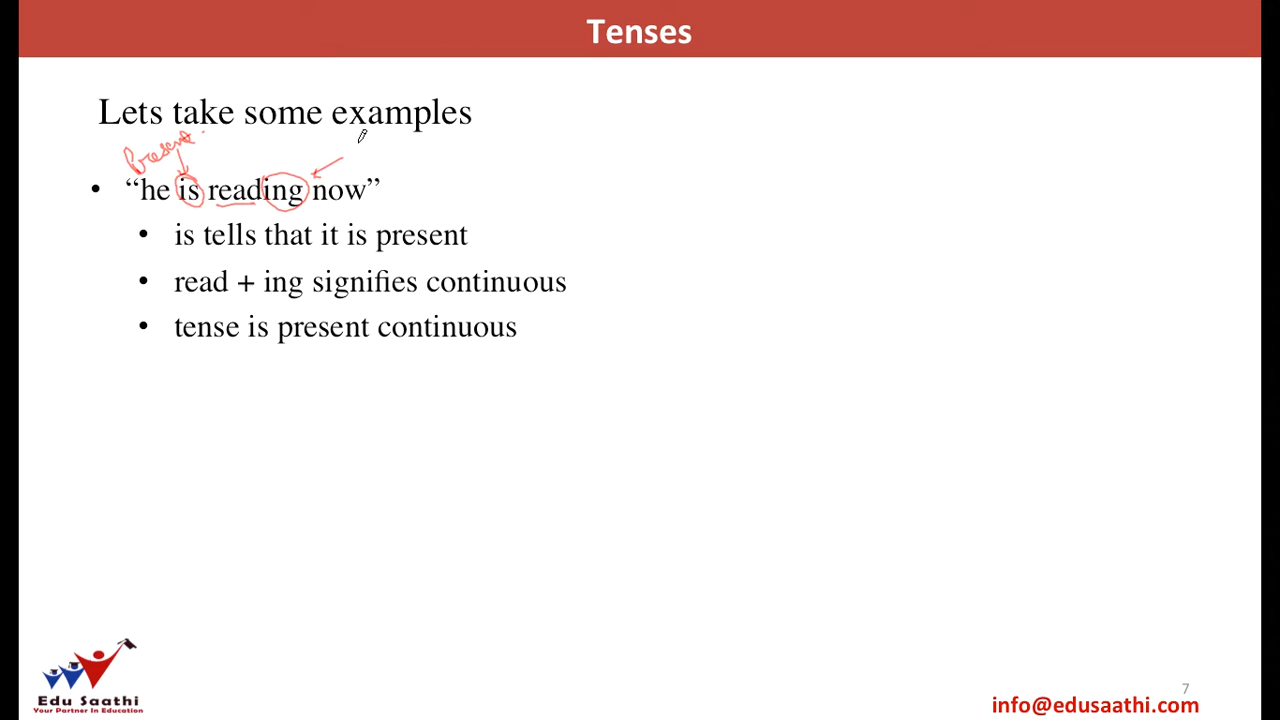 Tenses
Lets take some examples
Present
• “he is reading now”
• is tells that it is present
• read + ing signifies continuous
• tense is present continuous
Edu Saathi
Your Partner In Education
7
info@edusaathi.com